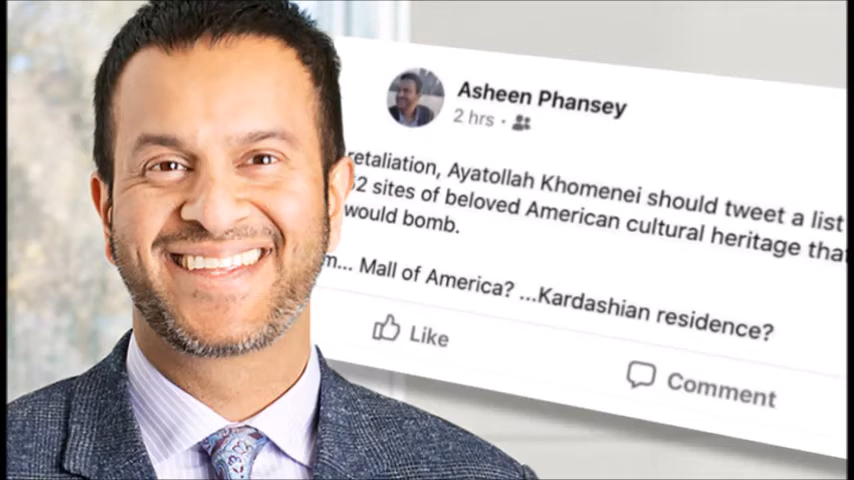 Asheen Phansey
2 hrs
retaliation, Ayatollah Khomenei should tweet a list
52 sites of beloved American cultural heritage that
would bomb.
m... Mall of America? ...Kardashian residence?
Like
Comment